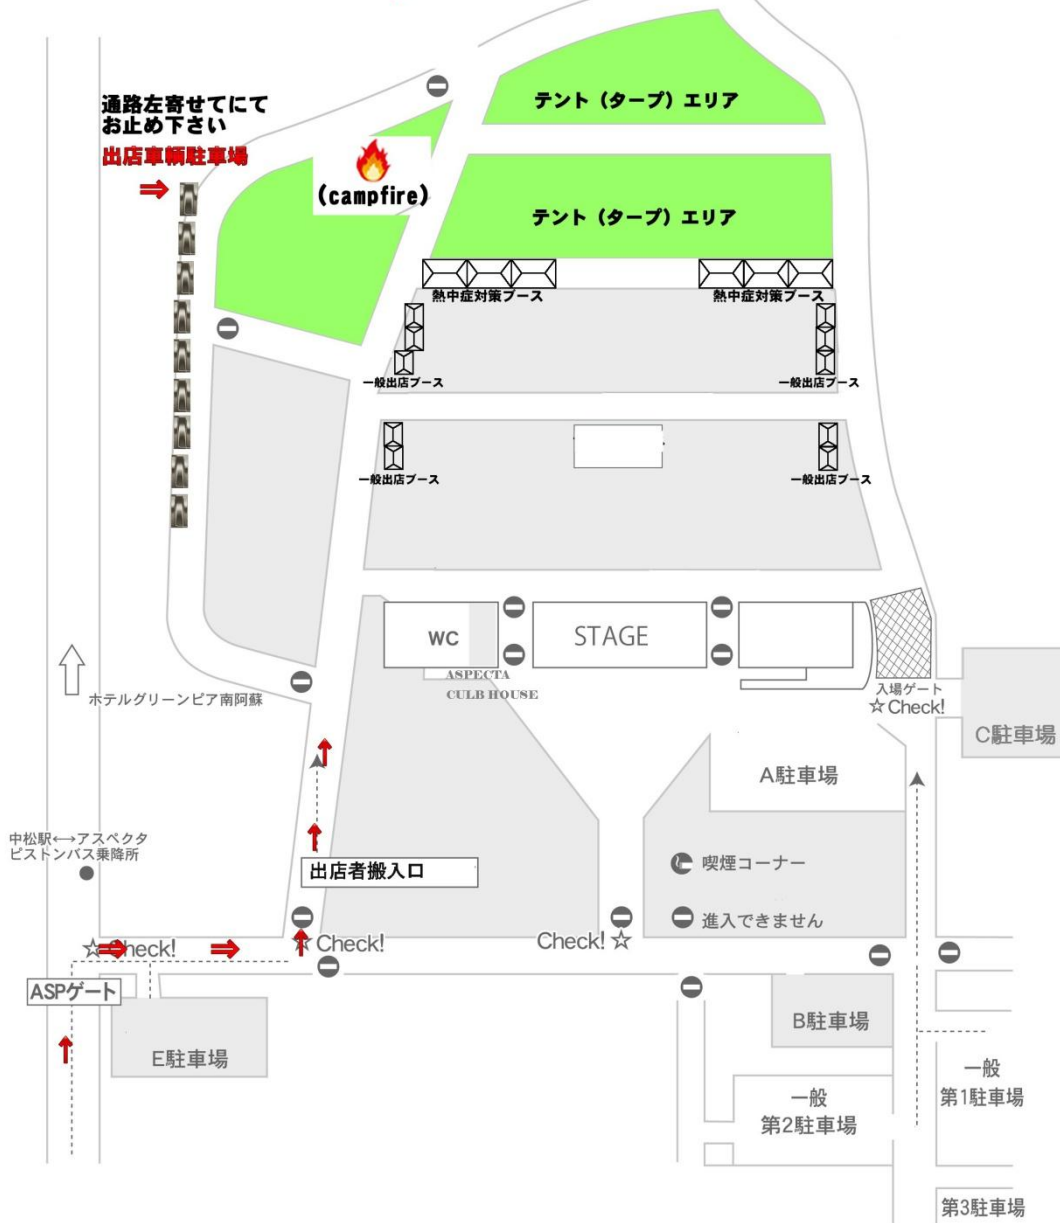 テント（タープ）エリア
通路左寄せてにて
お止め下さい
出店車輌駐車場
(campfire)
テント（タープ）エリア
熱中症対策ブース
熱中症対策ブース
一般出店ブース
一般出店ブース
一般出店ブース
一般出店ブース
WC
STAGE
ASPECTA
CULB HOUSE
入場ゲート
☆Check!
ホテルグリーンピア南阿蘇
C駐車場
A駐車場
中松駅⟷アスペクタ
ピストンバス乗降所
出店者搬入口
喫煙コーナー
進入できません
☆Check!
☆Check!
Check!☆
ASPゲート
E駐車場
B駐車場
一般
第1駐車場
一般
第2駐車場
第3駐車場